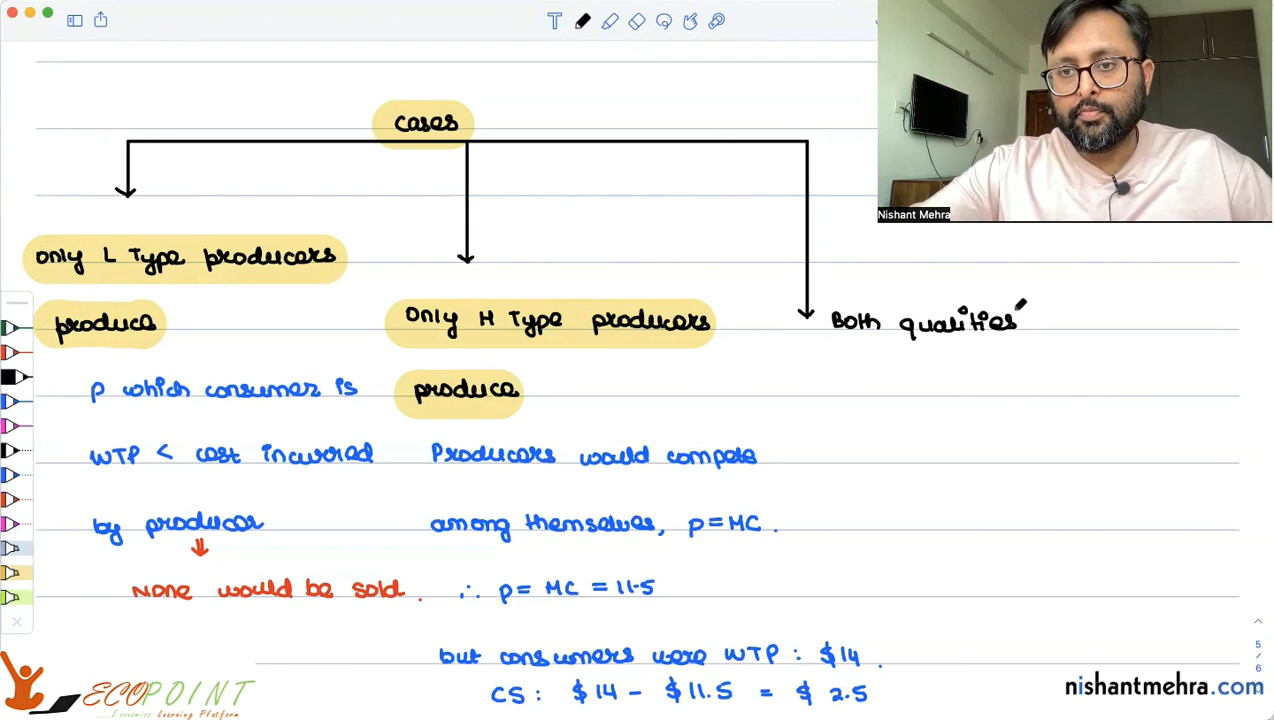 Nishant Mehra
cases
only L Type producers
produce
p which consumer is
WTP < cost incurred
by producer
None would be sold.
only H Type producers
produce
Producers would compete
among themselves, p = MC.
∴ p = MC = 11.5
but consumers were WTP : $14.
CS : $14 - $11.5 = $2.5
Both qualities
5
/
6
ECOPOINT
.....Economics Learning Platform
nishantmehra.com